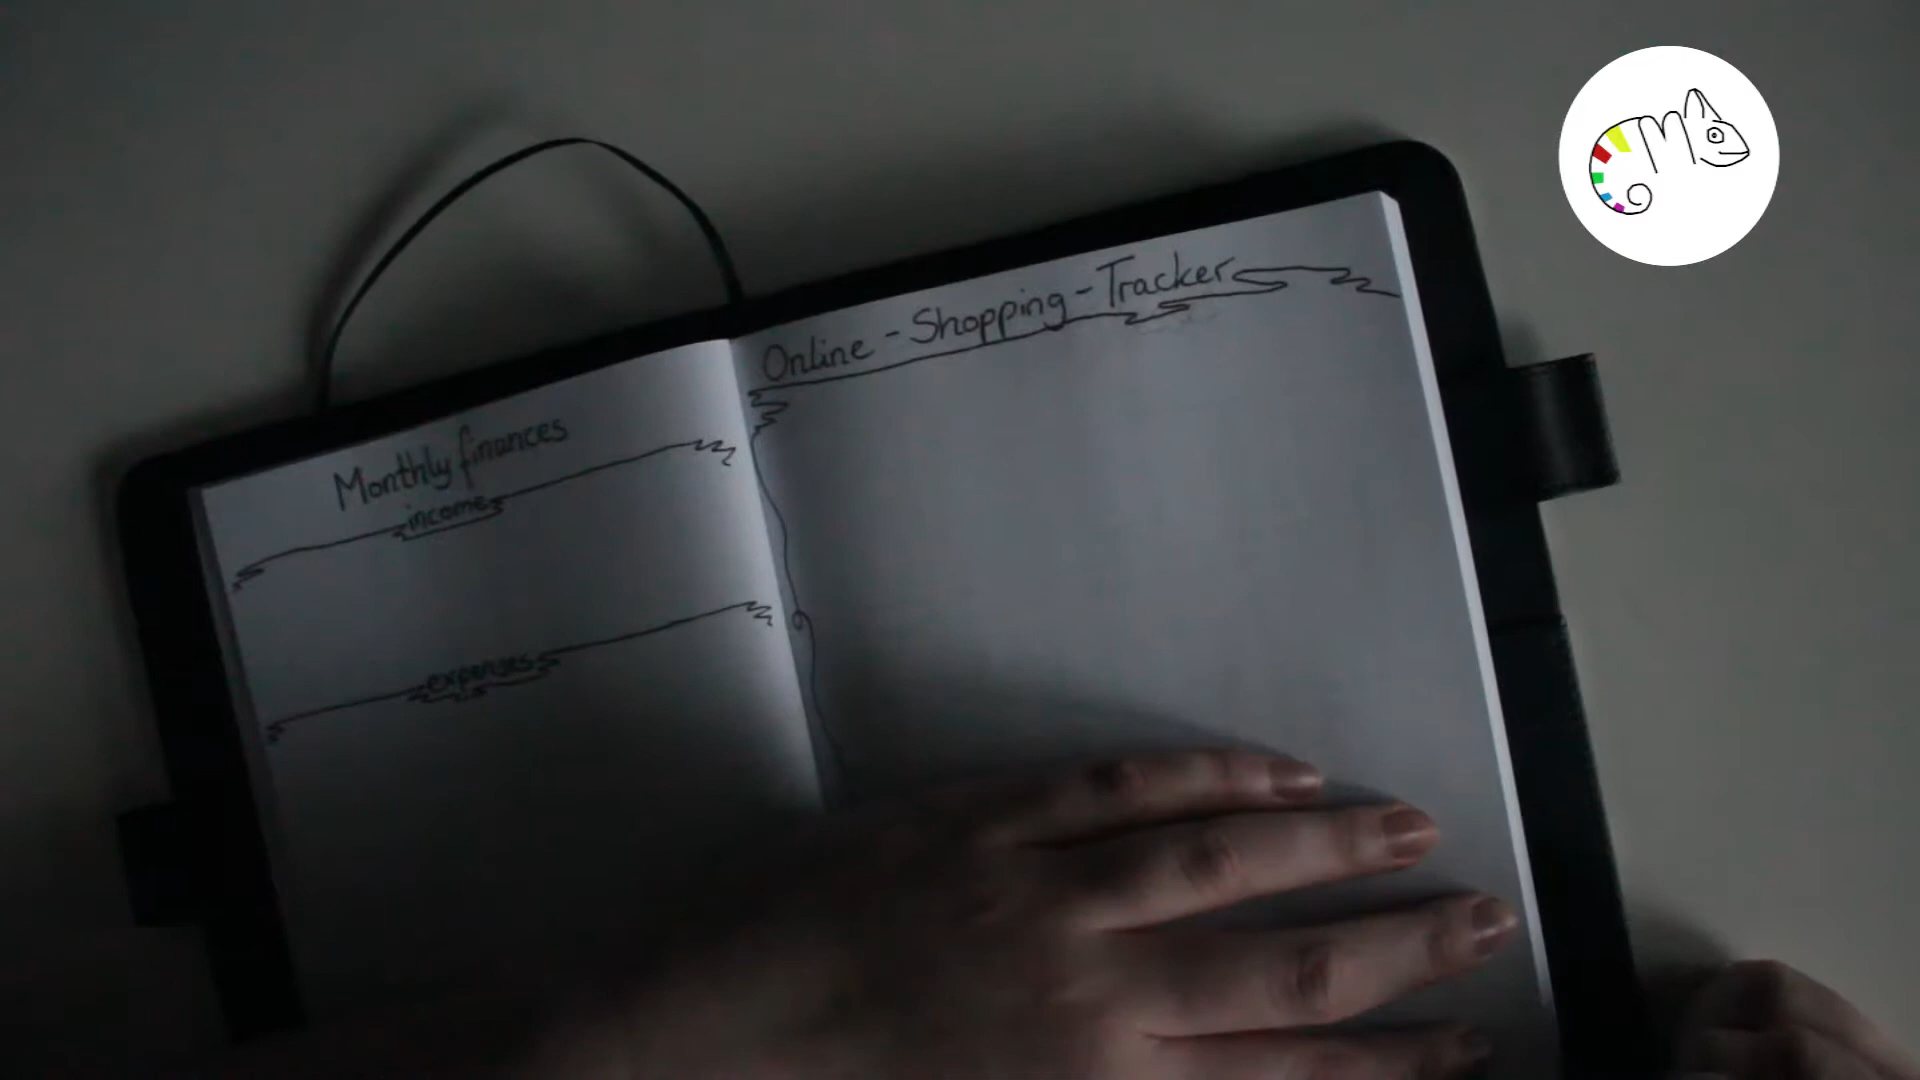 Monthly finances
income
expenses
Online - Shopping - Tracker
M